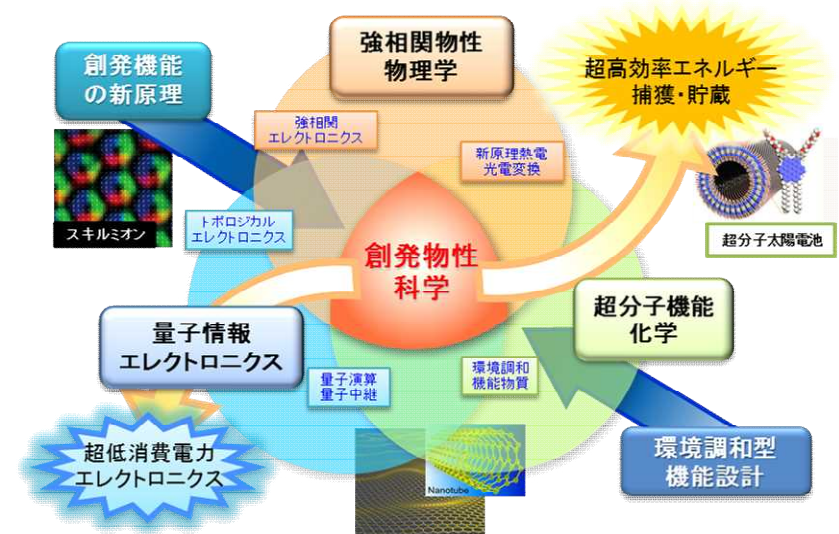 強相関物性
物理学
創発機能
の新原理
超高効率エネルギー
捕獲・貯蔵
強相関
エレクトロニクス
新原理熱電
光電変換
スキルミオン
トポロジカル
エレクトロニクス
超分子太陽電池
創発物性
科学
超分子機能
化学
量子情報
エレクトロニクス
量子演算
量子中継
環境調和
機能物質
超低消費電力
エレクトロニクス
環境調和型
機能設計
Nanotube